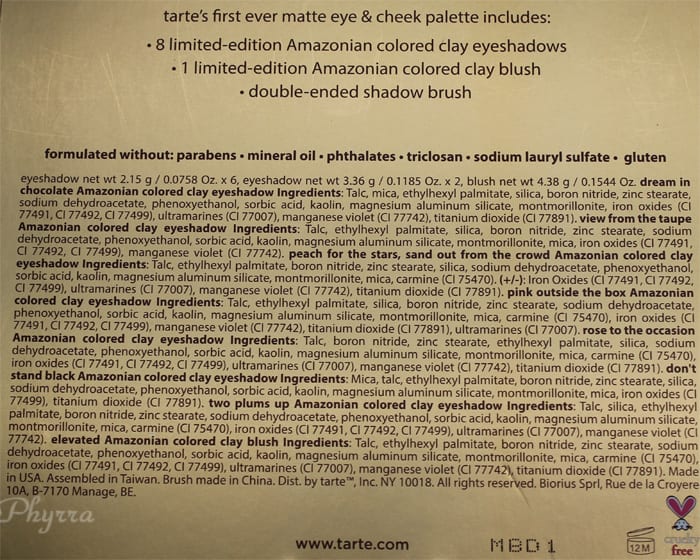 tarte's first ever matte eye & cheek palette includes:
• 8 limited-edition Amazonian colored clay eyeshadows
• 1 limited-edition Amazonian colored clay blush
• double-ended shadow brush
formulated without: parabens • mineral oil • phthalates • triclosan • sodium lauryl sulfate • gluten
eyeshadow net wt 2.15 g / 0.0758 Oz. x 6, eyeshadow net wt 3.36 g / 0.1185 Oz. x 2, blush net wt 4.38 g / 0.1544 Oz. dream in
chocolate Amazonian colored clay eyeshadow Ingredients: Talc, mica, ethylhexyl palmitate, silica, boron nitride, zinc stearate,
sodium dehydroacetate, phenoxyethanol, sorbic acid, kaolin, magnesium aluminum silicate, montmorillonite, iron oxides (CI
77491, CI 77492, CI 77499), ultramarines (CI 77007), manganese violet (CI 77742), titanium dioxide (CI 77891). view from the taupe
Amazonian colored clay eyeshadow Ingredients: Talc, ethylhexyl palmitate, silica, boron nitride, zinc stearate, sodium
dehydroacetate, phenoxyethanol, sorbic acid, kaolin, magnesium aluminum silicate, montmorillonite, mica, iron oxides (CI 77491,
CI 77492, CI 77499), manganese violet (CI 77742). peach for the stars, sand out from the crowd Amazonian colored clay
eyeshadow Ingredients: Talc, ethylhexyl palmitate, boron nitride, zinc stearate, silica, sodium dehydroacetate, phenoxyethanol,
sorbic acid, kaolin, magnesium aluminum silicate, montmorillonite, mica, carmine (CI 75470). (+/-): Iron Oxides (CI 77491, CI 77492,
CI 77499), ultramarines (CI 77007), manganese violet (CI 77742), titanium dioxide (CI 77891). pink outside the box Amazonian
colored clay eyeshadow Ingredients: Talc, ethylhexyl palmitate, silica, boron nitride, zinc stearate, sodium dehydroacetate,
phenoxyethanol, sorbic acid, kaolin, magnesium aluminum silicate, montmorillonite, mica, carmine (CI 75470), iron oxides (CI
77491, CI 77492, CI 77499), manganese violet (CI 77742), titanium dioxide (CI 77891), ultramarines (CI 77007). rose to the occasion
Amazonian colored clay eyeshadow Ingredients: Talc, boron nitride, zinc stearate, ethylhexyl palmitate, silica, sodium
dehydroacetate, phenoxyethanol, sorbic acid, kaolin, magnesium aluminum silicate, montmorillonite, mica, carmine (CI 75470),
iron oxides (CI 77491, CI 77492, CI 77499), ultramarines (CI 77007), manganese violet (CI 77742), titanium dioxide (CI 77891). don't
stand black Amazonian colored clay eyeshadow Ingredients: Mica, talc, ethylhexyl palmitate, boron nitride, zinc stearate, silica,
sodium dehydroacetate, phenoxyethanol, sorbic acid, kaolin, magnesium aluminum silicate, montmorillonite, mica, iron oxides (CI
77499), titanium dioxide (CI 77891). two plums up Amazonian colored clay eyeshadow Ingredients: Talc, silica, ethylhexyl
palmitate, boron nitride, zinc stearate, sodium dehydroacetate, phenoxyethanol, sorbic acid, kaolin, magnesium aluminum silicate,
montmorillonite, mica, carmine (CI 75470), iron oxides (CI 77491, CI 77492, CI 77499), ultramarines (CI 77007), manganese violet (CI
77742). elevated Amazonian colored clay blush Ingredients: Talc, ethylhexyl palmitate, boron nitride, zinc stearate, sodium
dehydroacetate, phenoxyethanol, sorbic acid, kaolin, magnesium aluminum silicate, montmorillonite, mica, carmine (CI 75470),
iron oxides (CI 77491, CI 77492, CI 77499), ultramarines (CI 77007), manganese violet (CI 77742), titanium dioxide (CI 77891). Made
in USA. Assembled in Taiwan. Brush made in China. Dist. by tarte™, Inc. NY 10018. All rights reserved. Biorius Sprl, Rue de la Croyere
10A, B-7170 Manage, BE.
Phyrra
www.tarte.com
MBD1
12M
cruelty
free